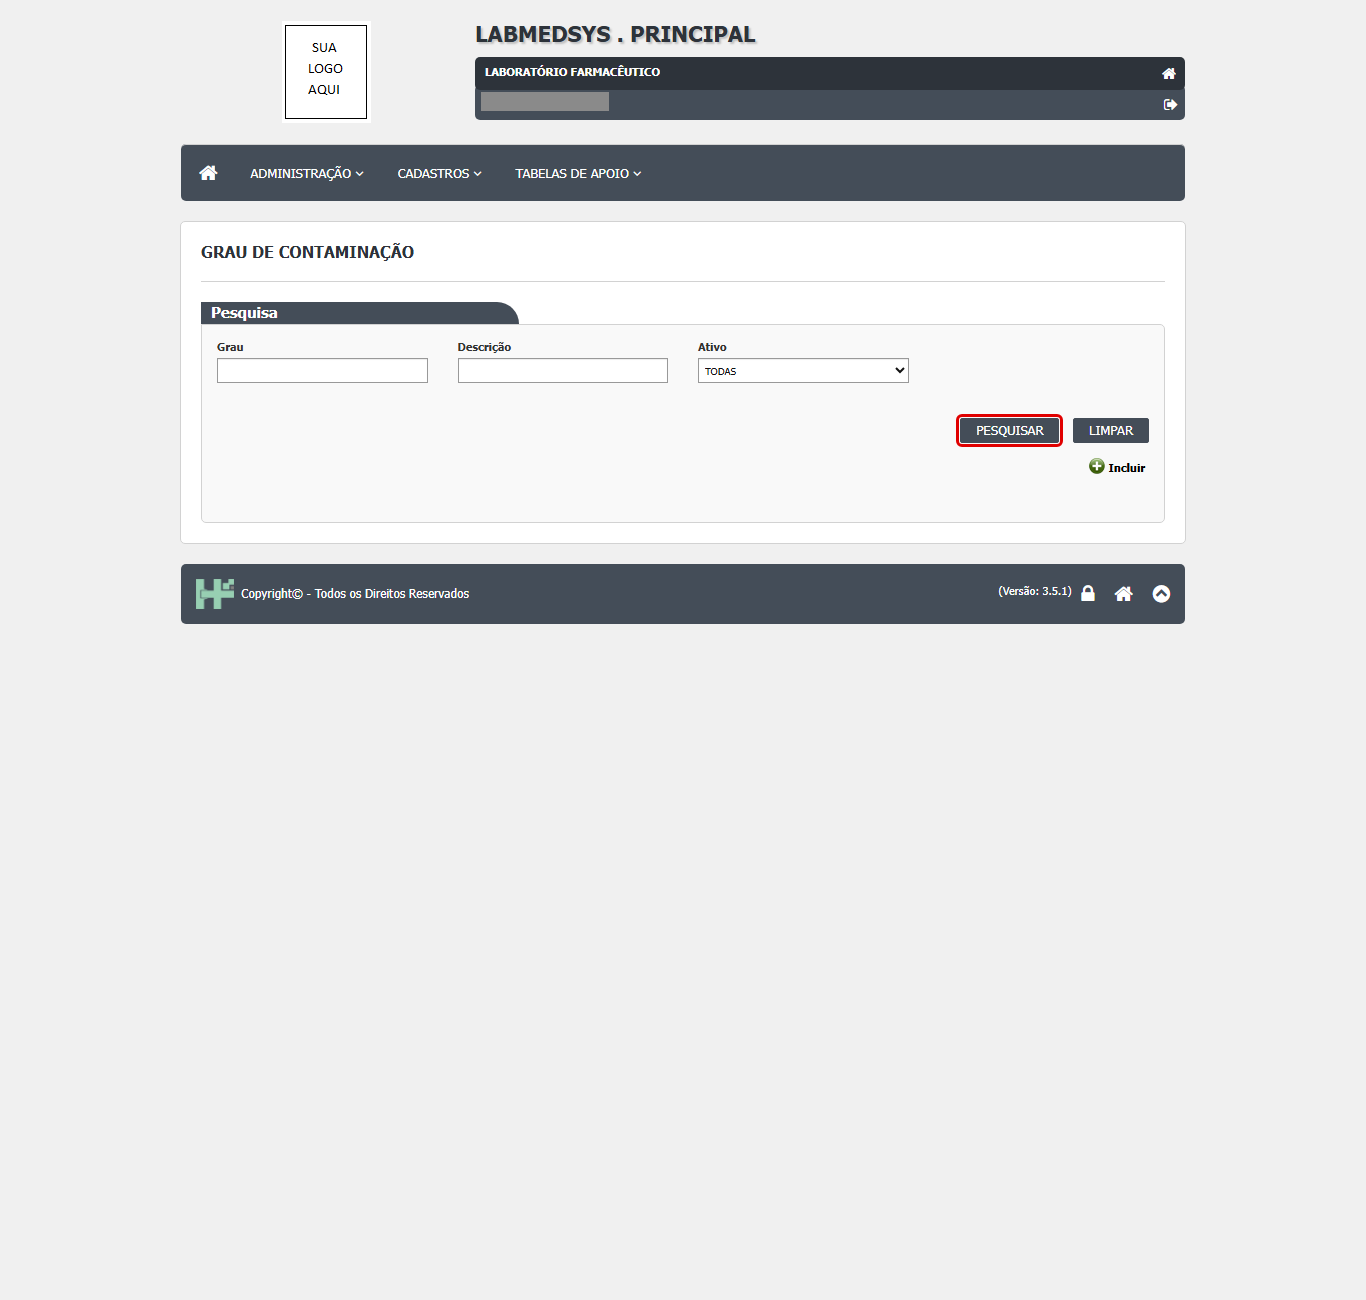 SUA
LOGO
AQUI
LABMEDSYS . PRINCIPAL
LABORATÓRIO FARMACÊUTICO
ADMINISTRAÇÃO CADASTROS TABELAS DE APOIO
GRAU DE CONTAMINAÇÃO
Pesquisa
Grau Descrição Ativo
TODAS
PESQUISAR LIMPAR
Incluir
Copyright© - Todos os Direitos Reservados (Versão: 3.5.1)